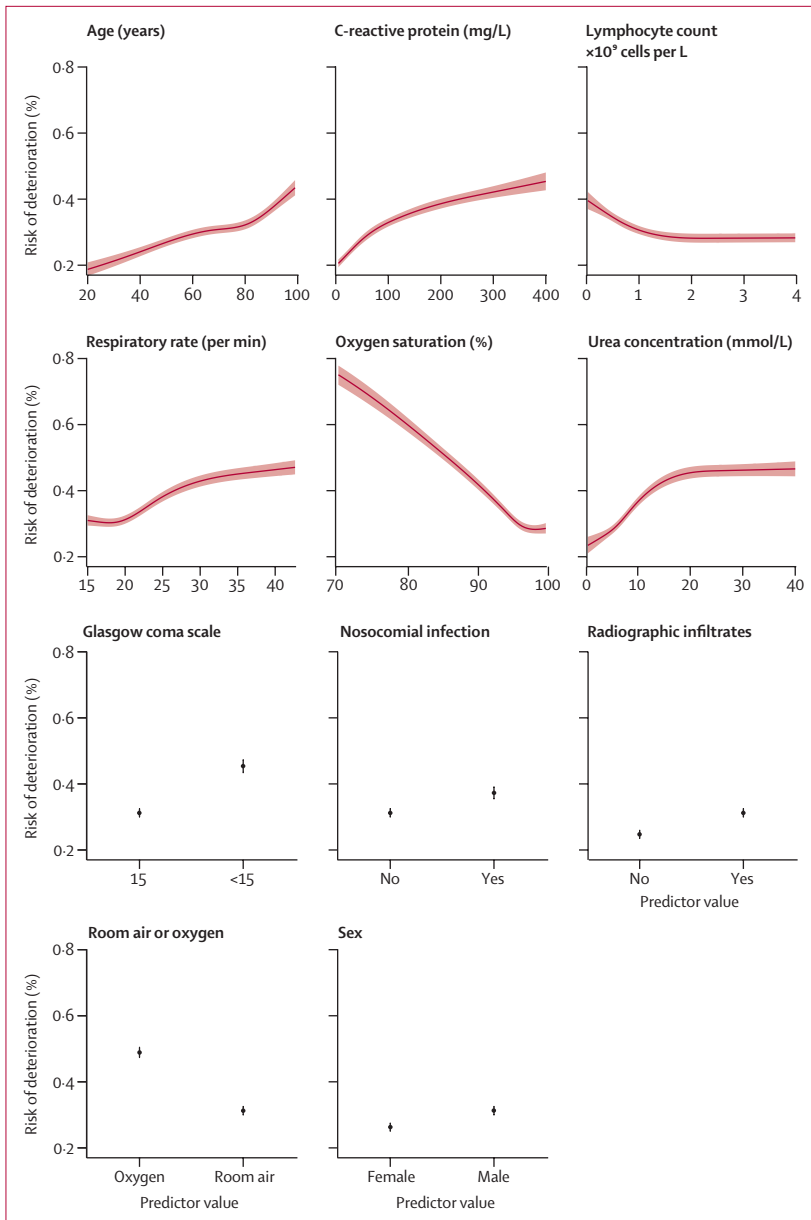 Age (years)
C-reactive protein (mg/L)
Lymphocyte count
×10⁹ cells per L
Risk of deterioration (%)
0·8
0·6
0·4
0·2
20 40 60 80 100
0 100 200 300 400
0 1 2 3 4
Respiratory rate (per min)
Oxygen saturation (%)
Urea concentration (mmol/L)
Risk of deterioration (%)
0·8
0·6
0·4
0·2
15 20 25 30 35 40
70 80 90 100
0 10 20 30 40
Glasgow coma scale
Nosocomial infection
Radiographic infiltrates
Risk of deterioration (%)
0·8
0·6
0·4
0·2
15 <15
No Yes
No Yes
Predictor value
Room air or oxygen
Sex
Risk of deterioration (%)
0·8
0·6
0·4
0·2
Oxygen Room air
Female Male
Predictor value
Predictor value